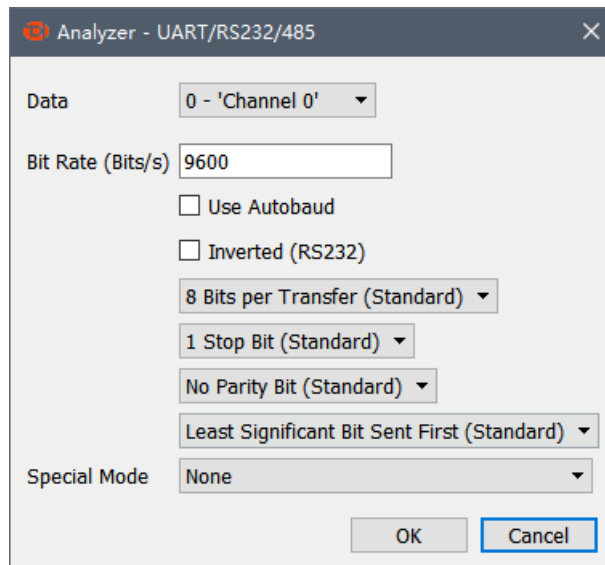 Analyzer - UART/RS232/485
Data 0 - 'Channel 0'
Bit Rate (Bits/s) 9600
Use Autobaud
Inverted (RS232)
8 Bits per Transfer (Standard)
1 Stop Bit (Standard)
No Parity Bit (Standard)
Least Significant Bit Sent First (Standard)
Special Mode None
OK Cancel